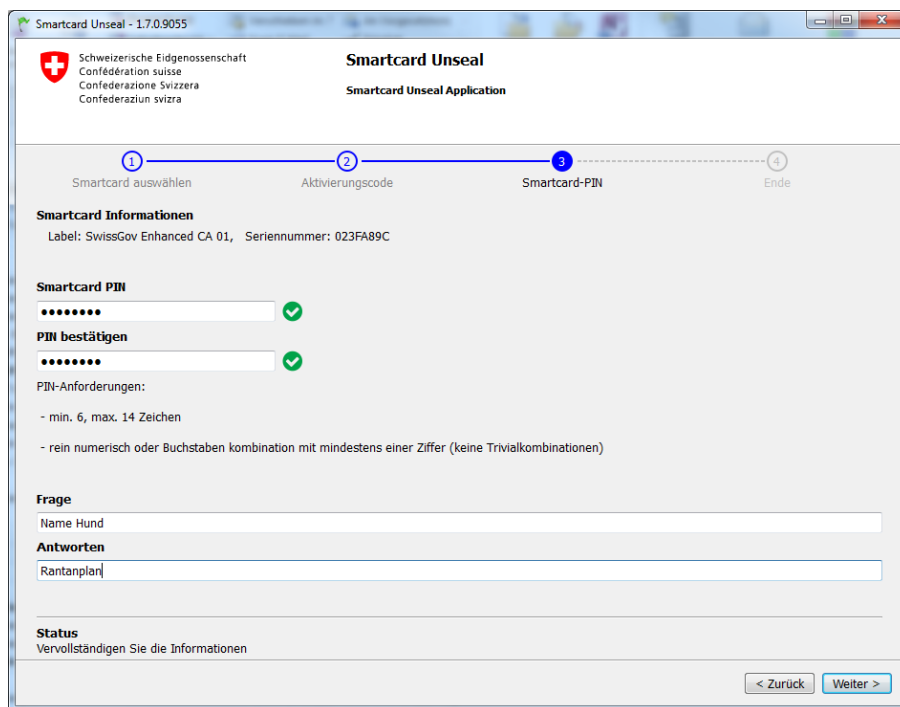 Smartcard Unseal - 1.7.0.9055
Schweizerische Eidgenossenschaft
Confédération suisse
Confederazione Svizzera
Confederaziun svizra
Smartcard Unseal
Smartcard Unseal Application
1 2 3 4
Smartcard auswählen Aktivierungscode Smartcard-PIN Ende
Smartcard Informationen
Label: SwissGov Enhanced CA 01, Seriennummer: 023FA89C
Smartcard PIN
●●●●●●●●
PIN bestätigen
●●●●●●●●
PIN-Anforderungen:
- min. 6, max. 14 Zeichen
- rein numerisch oder Buchstaben kombination mit mindestens einer Ziffer (keine Trivialkombinationen)
Frage
Name Hund
Antworten
Rantanplan
Status
Vervollständigen Sie die Informationen
< Zurück Weiter >